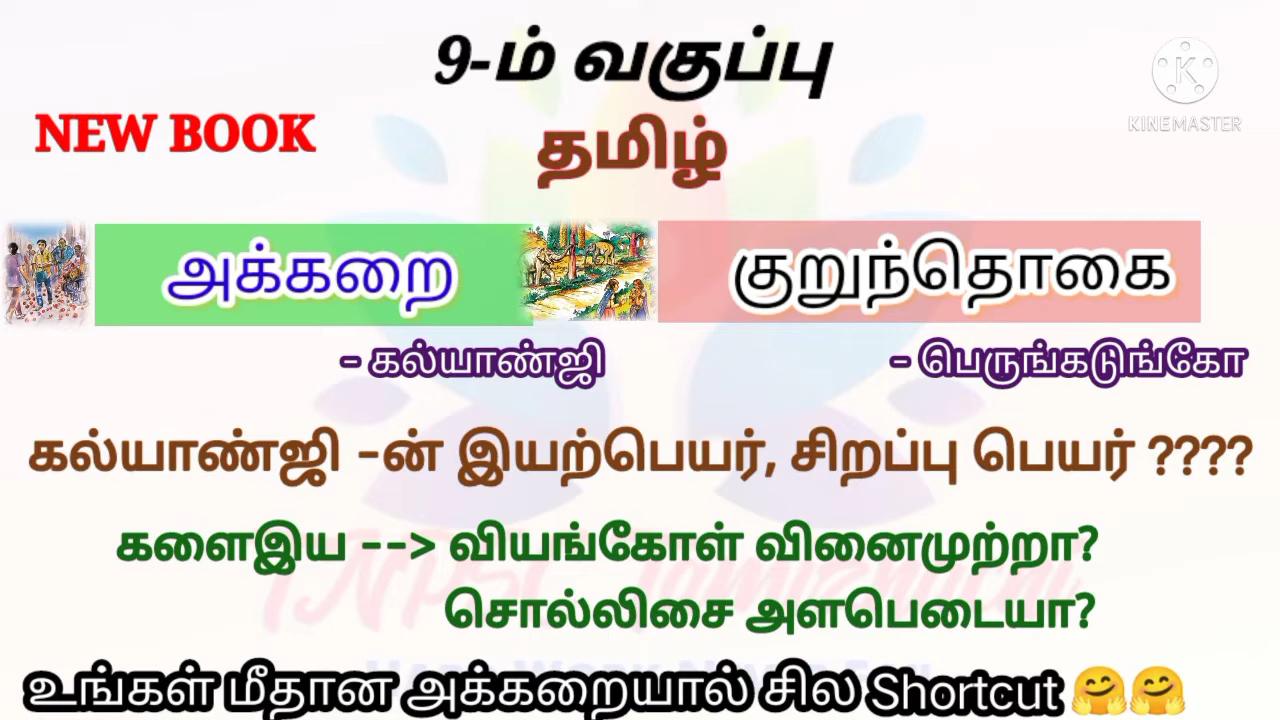 9-ம் வகுப்பு
NEW BOOK
தமிழ்
KINEMASTER
அக்கறை
குறுந்தொகை
- கல்யாண்ஜி
- பெருங்கடுங்கோ
கல்யாண்ஜி -ன் இயற்பெயர், சிறப்பு பெயர் ????
களைஇய --> வியங்கோள் வினைமுற்றா?
சொல்லிசை அளபெடையா?
உங்கள் மீதான அக்கறையால் சில Shortcut 🤗🤗